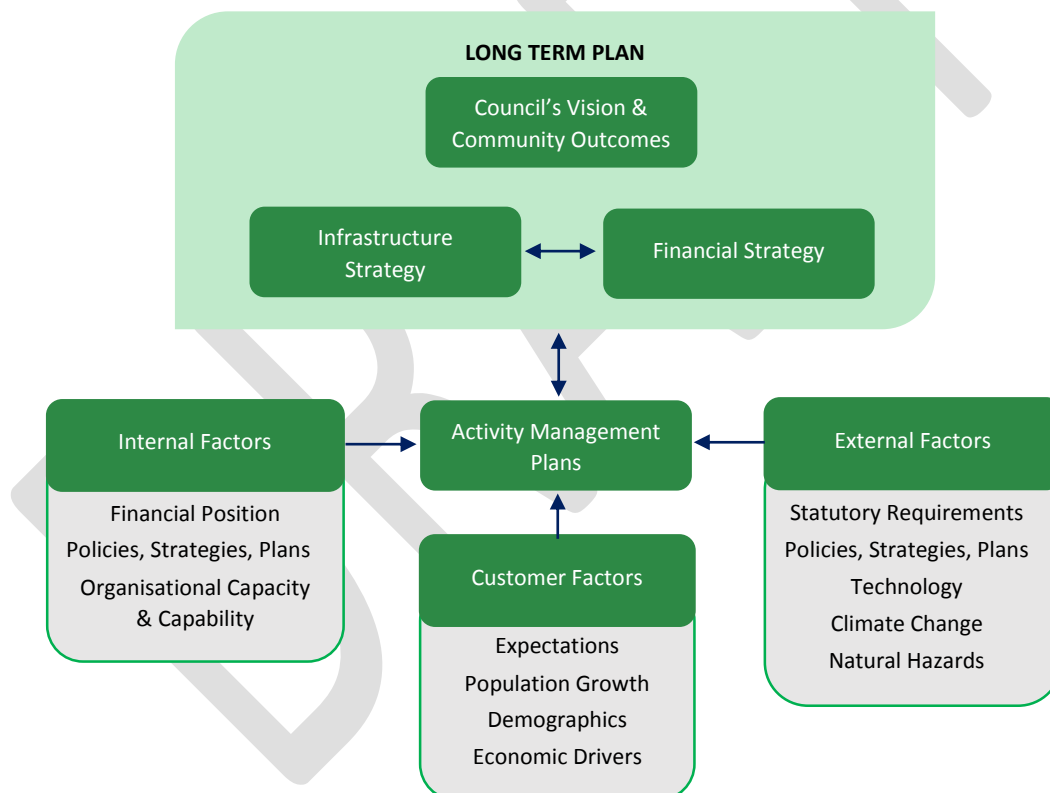 LONG TERM PLAN
Council's Vision &
Community Outcomes
Infrastructure
Strategy
Financial Strategy
Activity Management
Plans
Internal Factors
Financial Position
Policies, Strategies, Plans
Organisational Capacity
& Capability
Customer Factors
Expectations
Population Growth
Demographics
Economic Drivers
External Factors
Statutory Requirements
Policies, Strategies, Plans
Technology
Climate Change
Natural Hazards